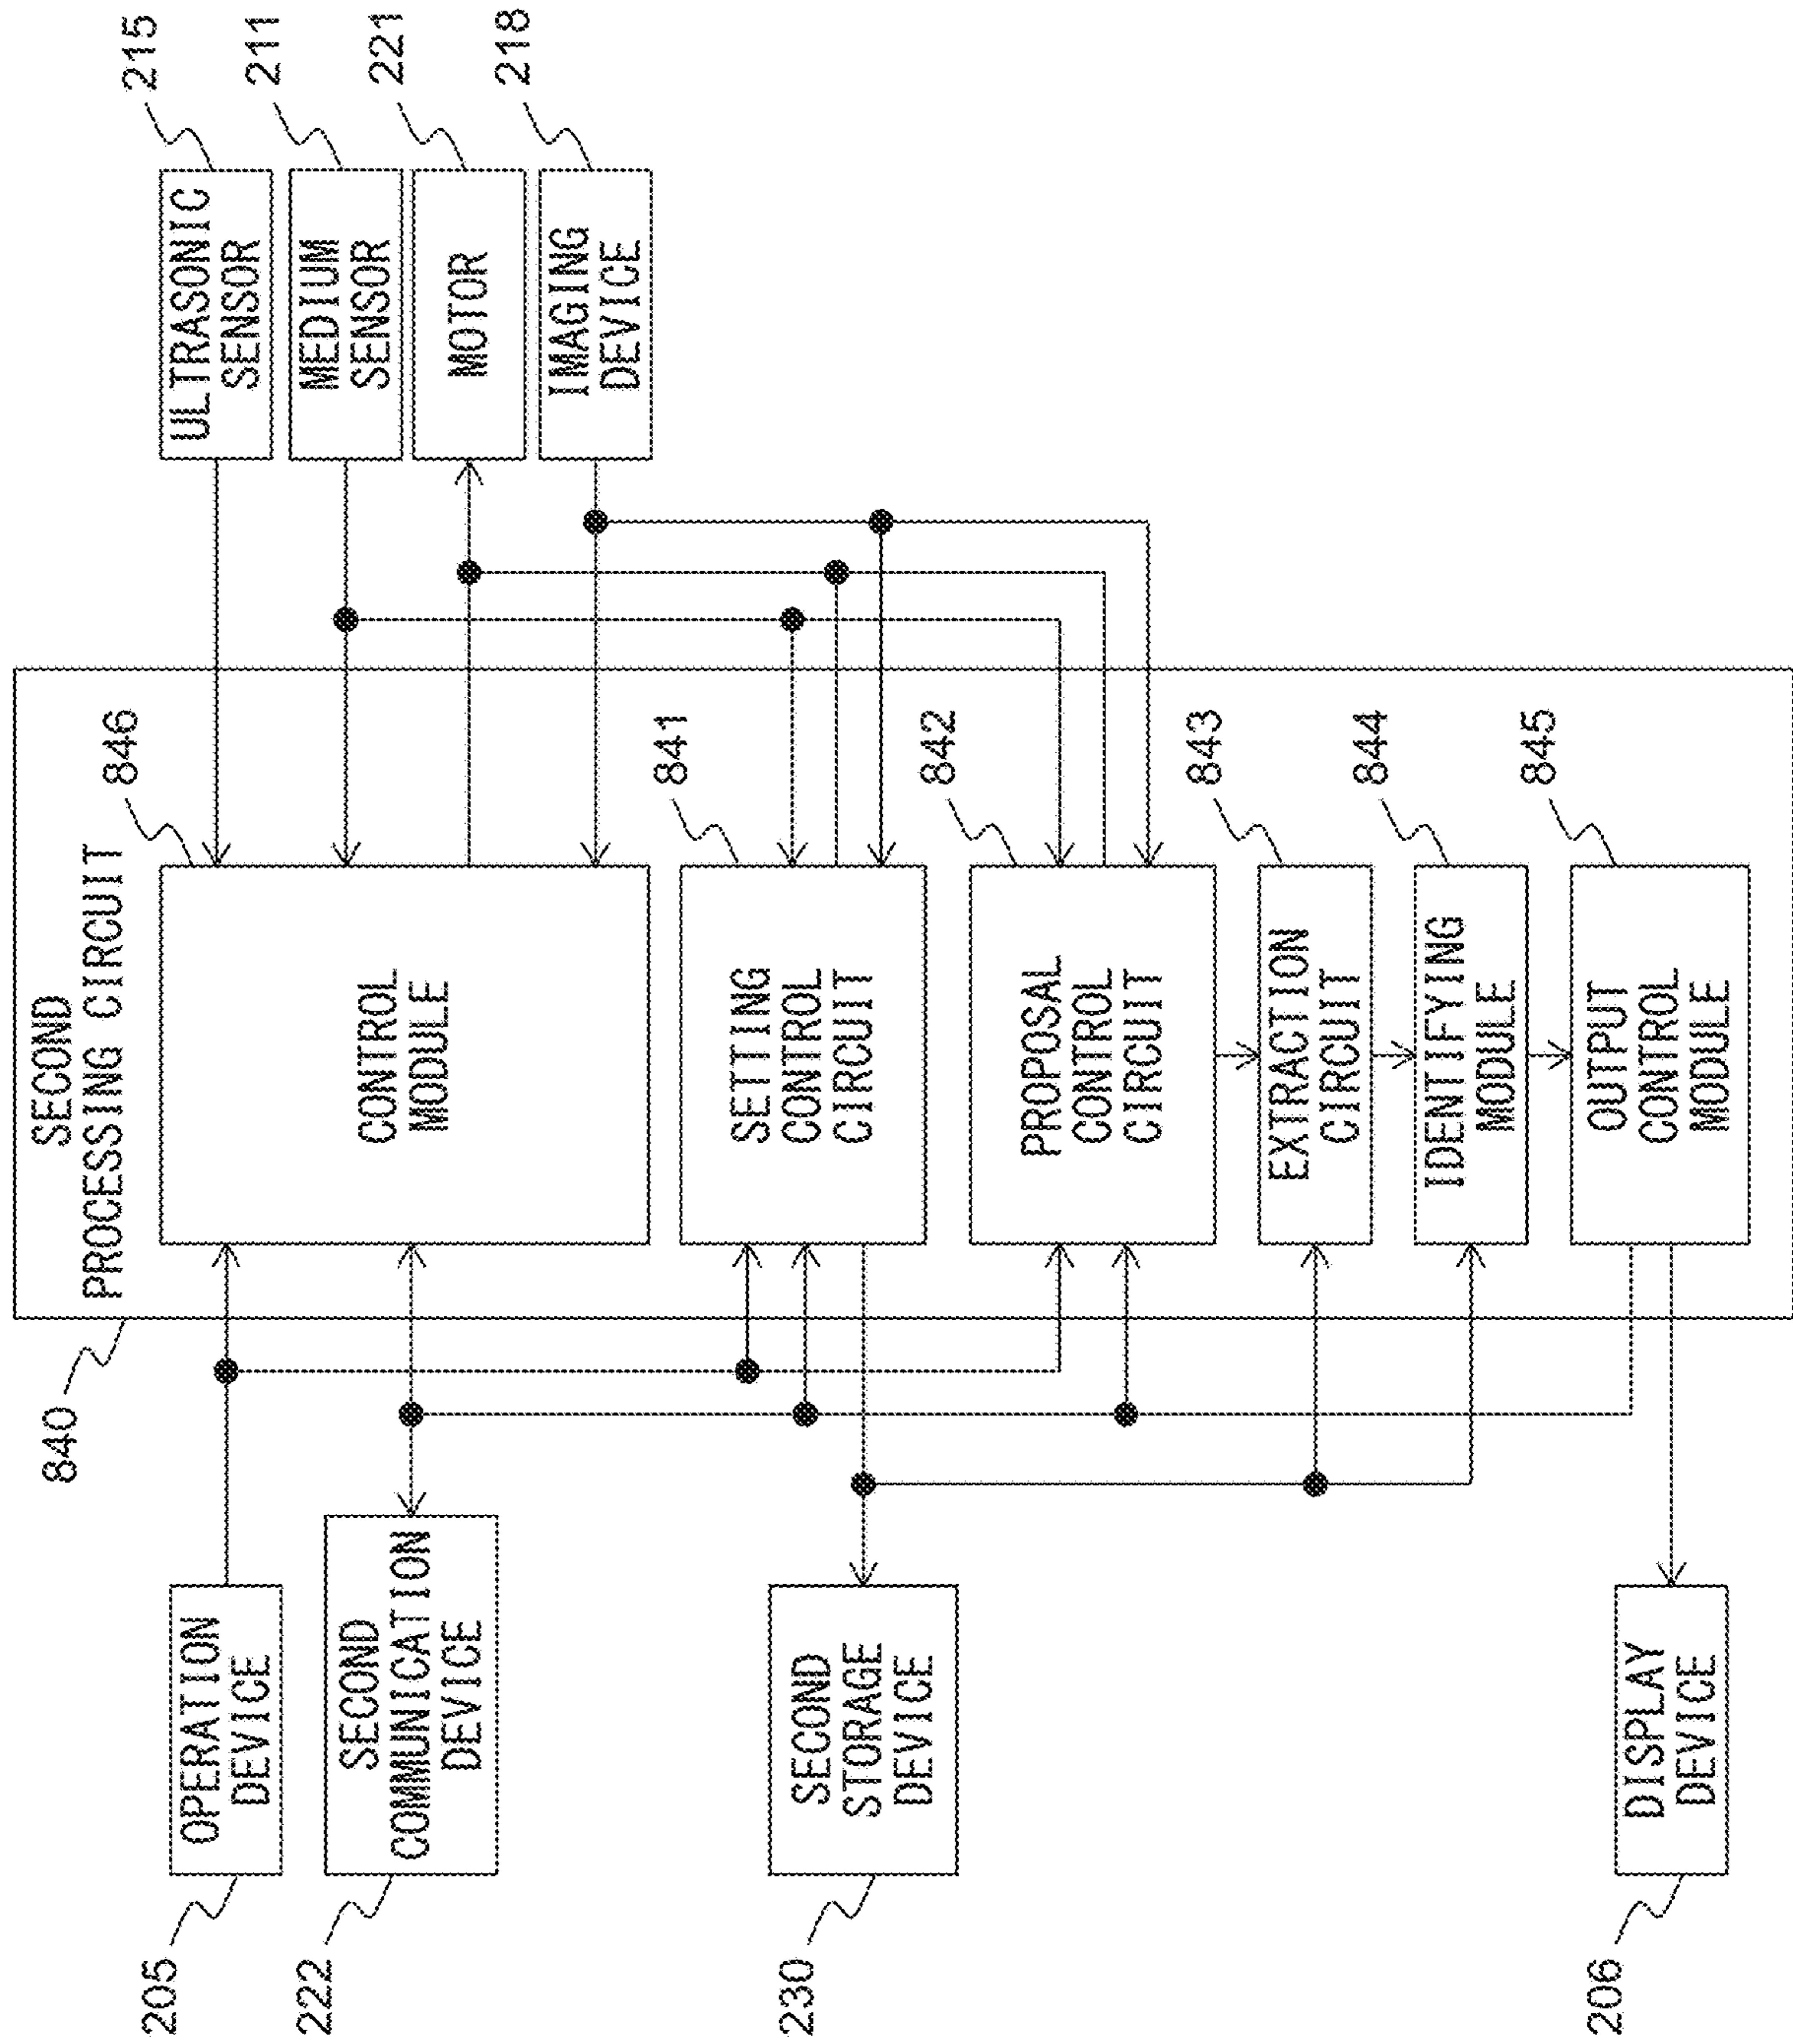 840
SECOND
PROCESSING CIRCUIT
205
OPERATION
DEVICE
222
SECOND
COMMUNICATION
DEVICE
230
SECOND
STORAGE
DEVICE
206
DISPLAY
DEVICE
846
CONTROL
MODULE
841
SETTING
CONTROL
CIRCUIT
842
PROPOSAL
CONTROL
CIRCUIT
843
EXTRACTION
CIRCUIT
844
IDENTIFYING
MODULE
845
OUTPUT
CONTROL
MODULE
215
ULTRASONIC
SENSOR
211
MEDIUM
SENSOR
221
MOTOR
218
IMAGING
DEVICE